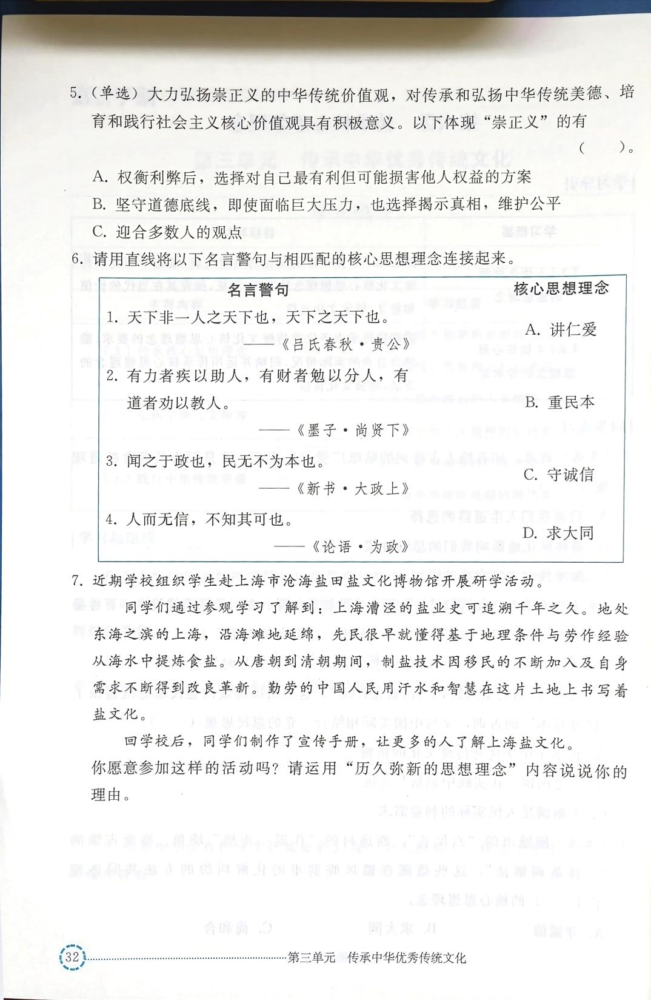 5.（单选）大力弘扬崇正义的中华传统价值观，对传承和弘扬中华传统美德、培
育和践行社会主义核心价值观具有积极意义。以下体现“崇正义”的有
（　　）。
A. 权衡利弊后，选择对自己最有利但可能损害他人权益的方案
B. 坚守道德底线，即使面临巨大压力，也选择揭示真相，维护公平
C. 迎合多数人的观点
6. 请用直线将以下名言警句与相匹配的核心思想理念连接起来。
名言警句
核心思想理念
1. 天下非一人之天下也，天下之天下也。
——《吕氏春秋·贵公》
A. 讲仁爱
2. 有力者疾以助人，有财者勉以分人，有
道者劝以教人。
——《墨子·尚贤下》
B. 重民本
3. 闻之于政也，民无不为本也。
——《新书·大政上》
C. 守诚信
4. 人而无信，不知其可也。
——《论语·为政》
D. 求大同
7. 近期学校组织学生赴上海市沧海盐田盐文化博物馆开展研学活动。
同学们通过参观学习了解到：上海漕泾的盐业史可追溯千年之久。地处
东海之滨的上海，沿海滩地延绵，先民很早就懂得基于地理条件与劳作经验
从海水中提炼食盐。从唐朝到清朝期间，制盐技术因移民的不断加入及自身
需求不断得到改良革新。勤劳的中国人民用汗水和智慧在这片土地上书写着
盐文化。
回学校后，同学们制作了宣传手册，让更多的人了解上海盐文化。
你愿意参加这样的活动吗？请运用“历久弥新的思想理念”内容说说你的
理由。
32
第三单元　传承中华优秀传统文化